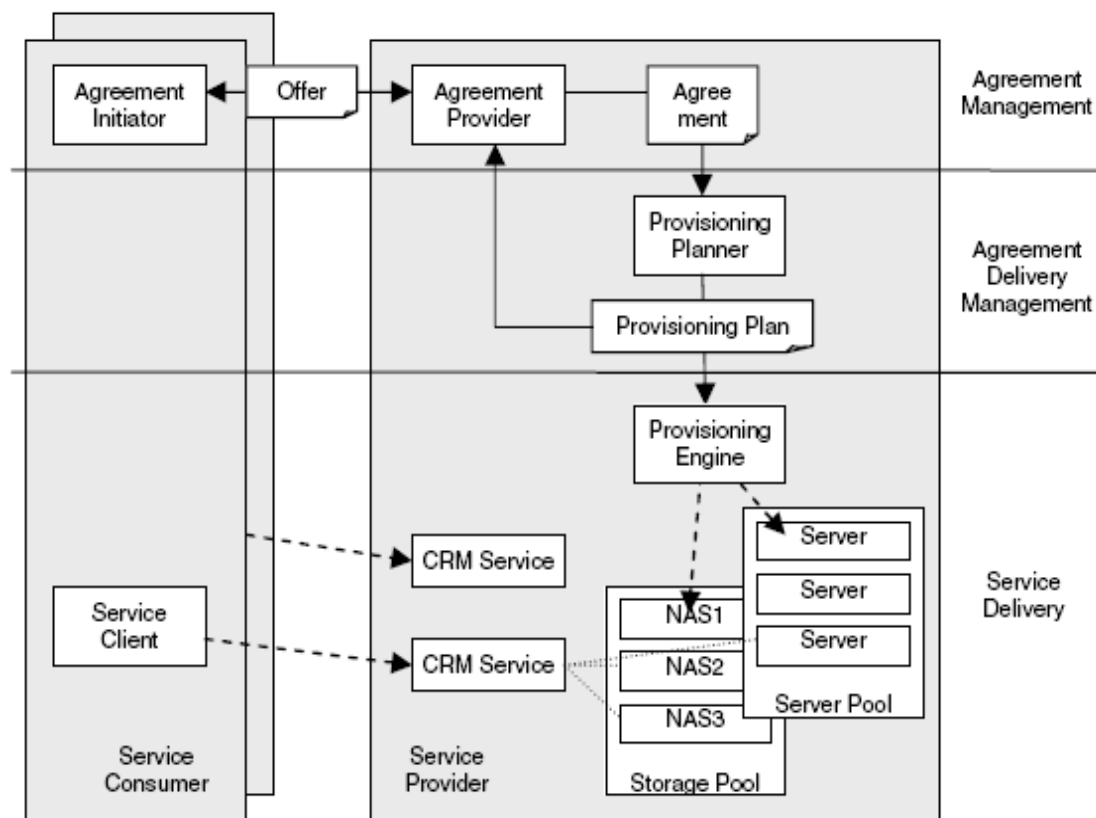 Agreement
Initiator
Offer
Agreement
Provider
Agree
ment
Agreement
Management
Provisioning
Planner
Provisioning Plan
Agreement
Delivery
Management
Provisioning
Engine
CRM Service
Server
Server
Server
Server Pool
Service
Client
CRM Service
NAS1
NAS2
NAS3
Storage Pool
Service
Delivery
Service
Consumer
Service
Provider